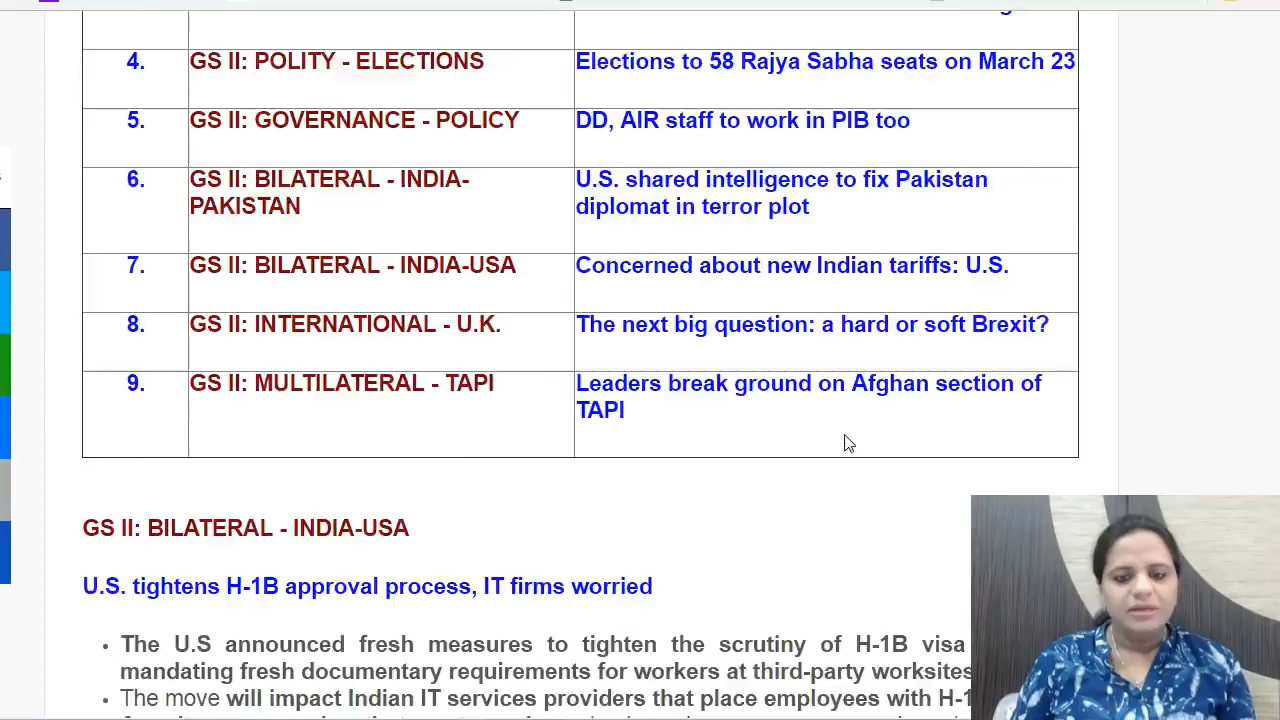 4. GS II: POLITY - ELECTIONS Elections to 58 Rajya Sabha seats on March 23
5. GS II: GOVERNANCE - POLICY DD, AIR staff to work in PIB too
6. GS II: BILATERAL - INDIA- U.S. shared intelligence to fix Pakistan
PAKISTAN diplomat in terror plot
7. GS II: BILATERAL - INDIA-USA Concerned about new Indian tariffs: U.S.
8. GS II: INTERNATIONAL - U.K. The next big question: a hard or soft Brexit?
9. GS II: MULTILATERAL - TAPI Leaders break ground on Afghan section of
TAPI
GS II: BILATERAL - INDIA-USA
U.S. tightens H-1B approval process, IT firms worried
• The U.S announced fresh measures to tighten the scrutiny of H-1B visa
mandating fresh documentary requirements for workers at third-party worksites
• The move will impact Indian IT services providers that place employees with H-1